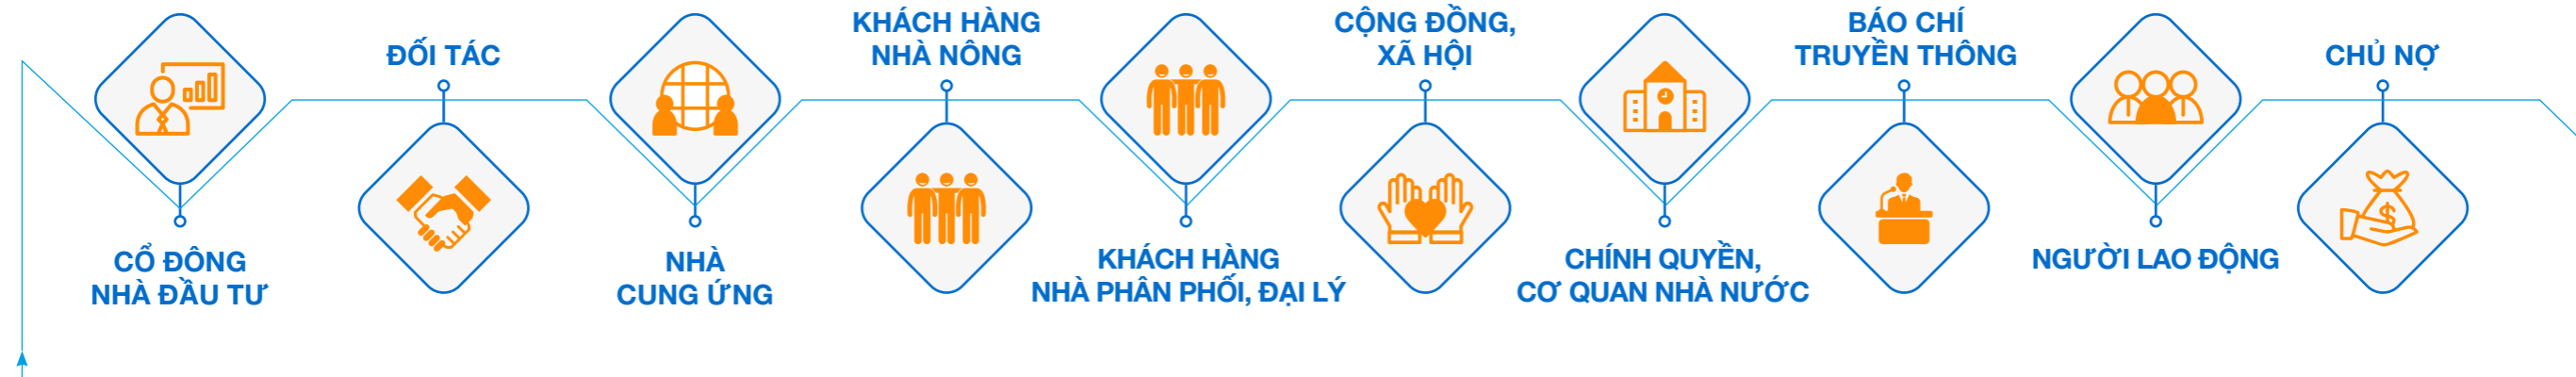 CỔ ĐÔNG
NHÀ ĐẦU TƯ
ĐỐI TÁC
NHÀ
CUNG ỨNG
KHÁCH HÀNG
NHÀ NÔNG
KHÁCH HÀNG
NHÀ PHÂN PHỐI, ĐẠI LÝ
CỘNG ĐỒNG,
XÃ HỘI
CHÍNH QUYỀN,
CƠ QUAN NHÀ NƯỚC
BÁO CHÍ
TRUYỀN THÔNG
NGƯỜI LAO ĐỘNG
CHỦ NỢ